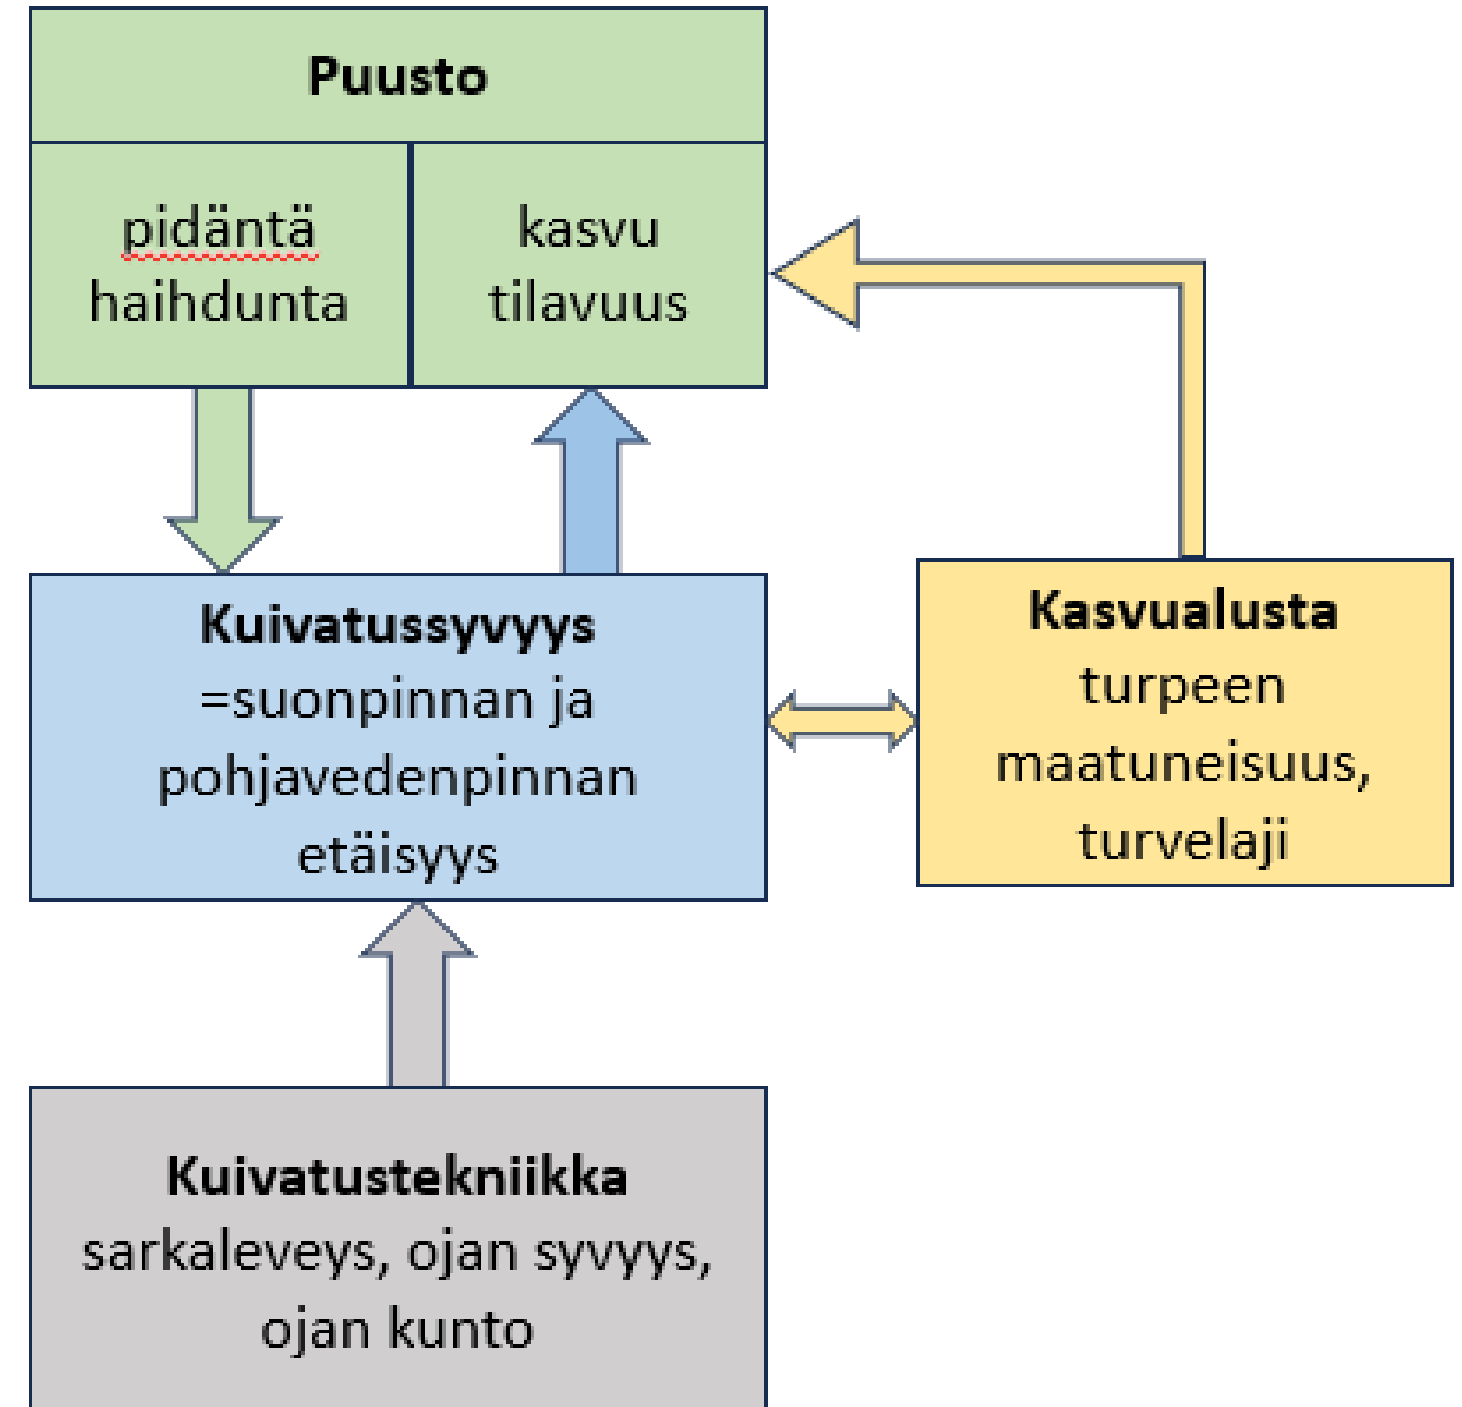 Puusto
pidäntä
haihdunta
kasvu
tilavuus
Kuivatussyvyys
=suonpinnan ja
pohjavedenpinnan
etäisyys
Kasvualusta
turpeen
maatuneisuus,
turvelaji
Kuivatustekniikka
sarkaleveys, ojan syvyys,
ojan kunto